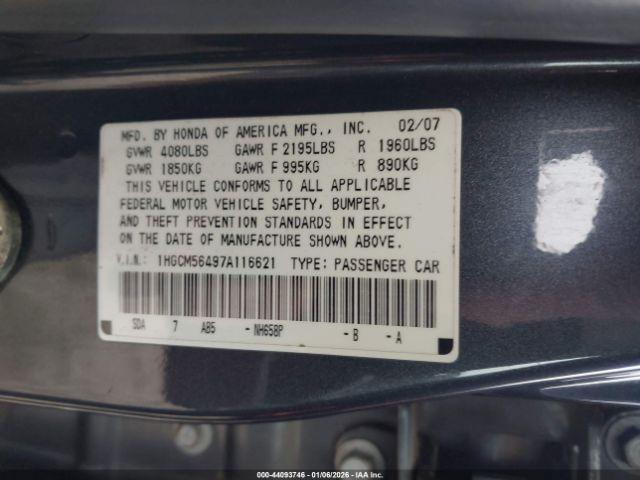 MFD. BY HONDA OF AMERICA MFG., INC. 02/07
GVWR 4080LBS GAWR F 2195LBS R 1960LBS
GVWR 1850KG GAWR F 995KG R 890KG
THIS VEHICLE CONFORMS TO ALL APPLICABLE
FEDERAL MOTOR VEHICLE SAFETY, BUMPER,
AND THEFT PREVENTION STANDARDS IN EFFECT
ON THE DATE OF MANUFACTURE SHOWN ABOVE.
V.I.N.: 1HGCM56497A116621 TYPE: PASSENGER CAR
SDA 7 A85 -NH658P -B -A
000-44093746 - 01/06/2026 - IAA Inc.